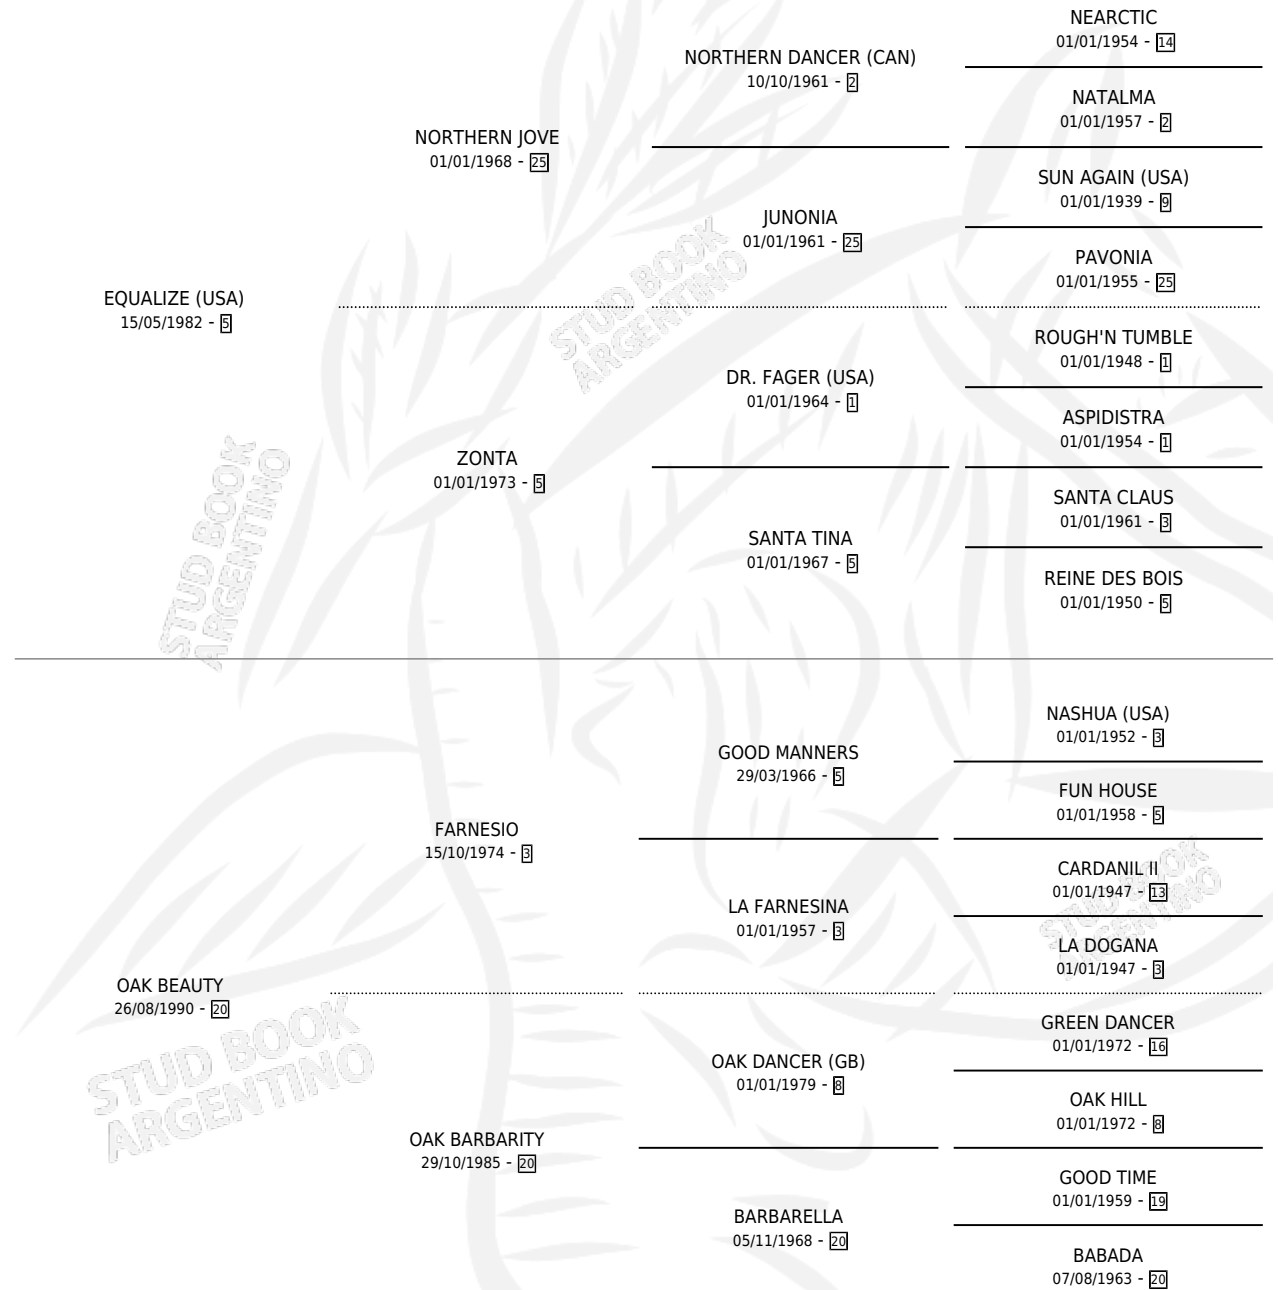 NEARCTIC
01/01/1954 - 14
NORTHERN DANCER (CAN)
10/10/1961 - 2
NATALMA
01/01/1957 - 2
NORTHERN JOVE
01/01/1968 - 25
SUN AGAIN (USA)
01/01/1939 - 9
JUNONIA
01/01/1961 - 25
PAVONIA
01/01/1955 - 25
STUD BOOK
ARGENTINO
EQUALIZE (USA)
15/05/1982 - 5
ROUGH'N TUMBLE
01/01/1948 - 1
DR. FAGER (USA)
01/01/1964 - 1
ASPIDISTRA
01/01/1954 - 1
ZONTA
01/01/1973 - 5
SANTA CLAUS
01/01/1961 - 3
SANTA TINA
01/01/1967 - 5
REINE DES BOIS
01/01/1950 - 5
STUD BOOK
ARGENTINO
NASHUA (USA)
01/01/1952 - 3
GOOD MANNERS
29/03/1966 - 5
FUN HOUSE
01/01/1958 - 5
FARNESIO
15/10/1974 - 3
CARDANIL II
01/01/1947 - 13
LA FARNESINA
01/01/1957 - 3
STUD BOOK
ARGENTINO
LA DOGANA
01/01/1947 - 3
OAK BEAUTY
26/08/1990 - 20
GREEN DANCER
01/01/1972 - 16
OAK DANCER (GB)
01/01/1979 - 8
OAK HILL
01/01/1972 - 8
STUD BOOK
ARGENTINO
OAK BARBARITY
29/10/1985 - 20
GOOD TIME
01/01/1959 - 19
BARBARELLA
05/11/1968 - 20
BABADA
07/08/1963 - 20